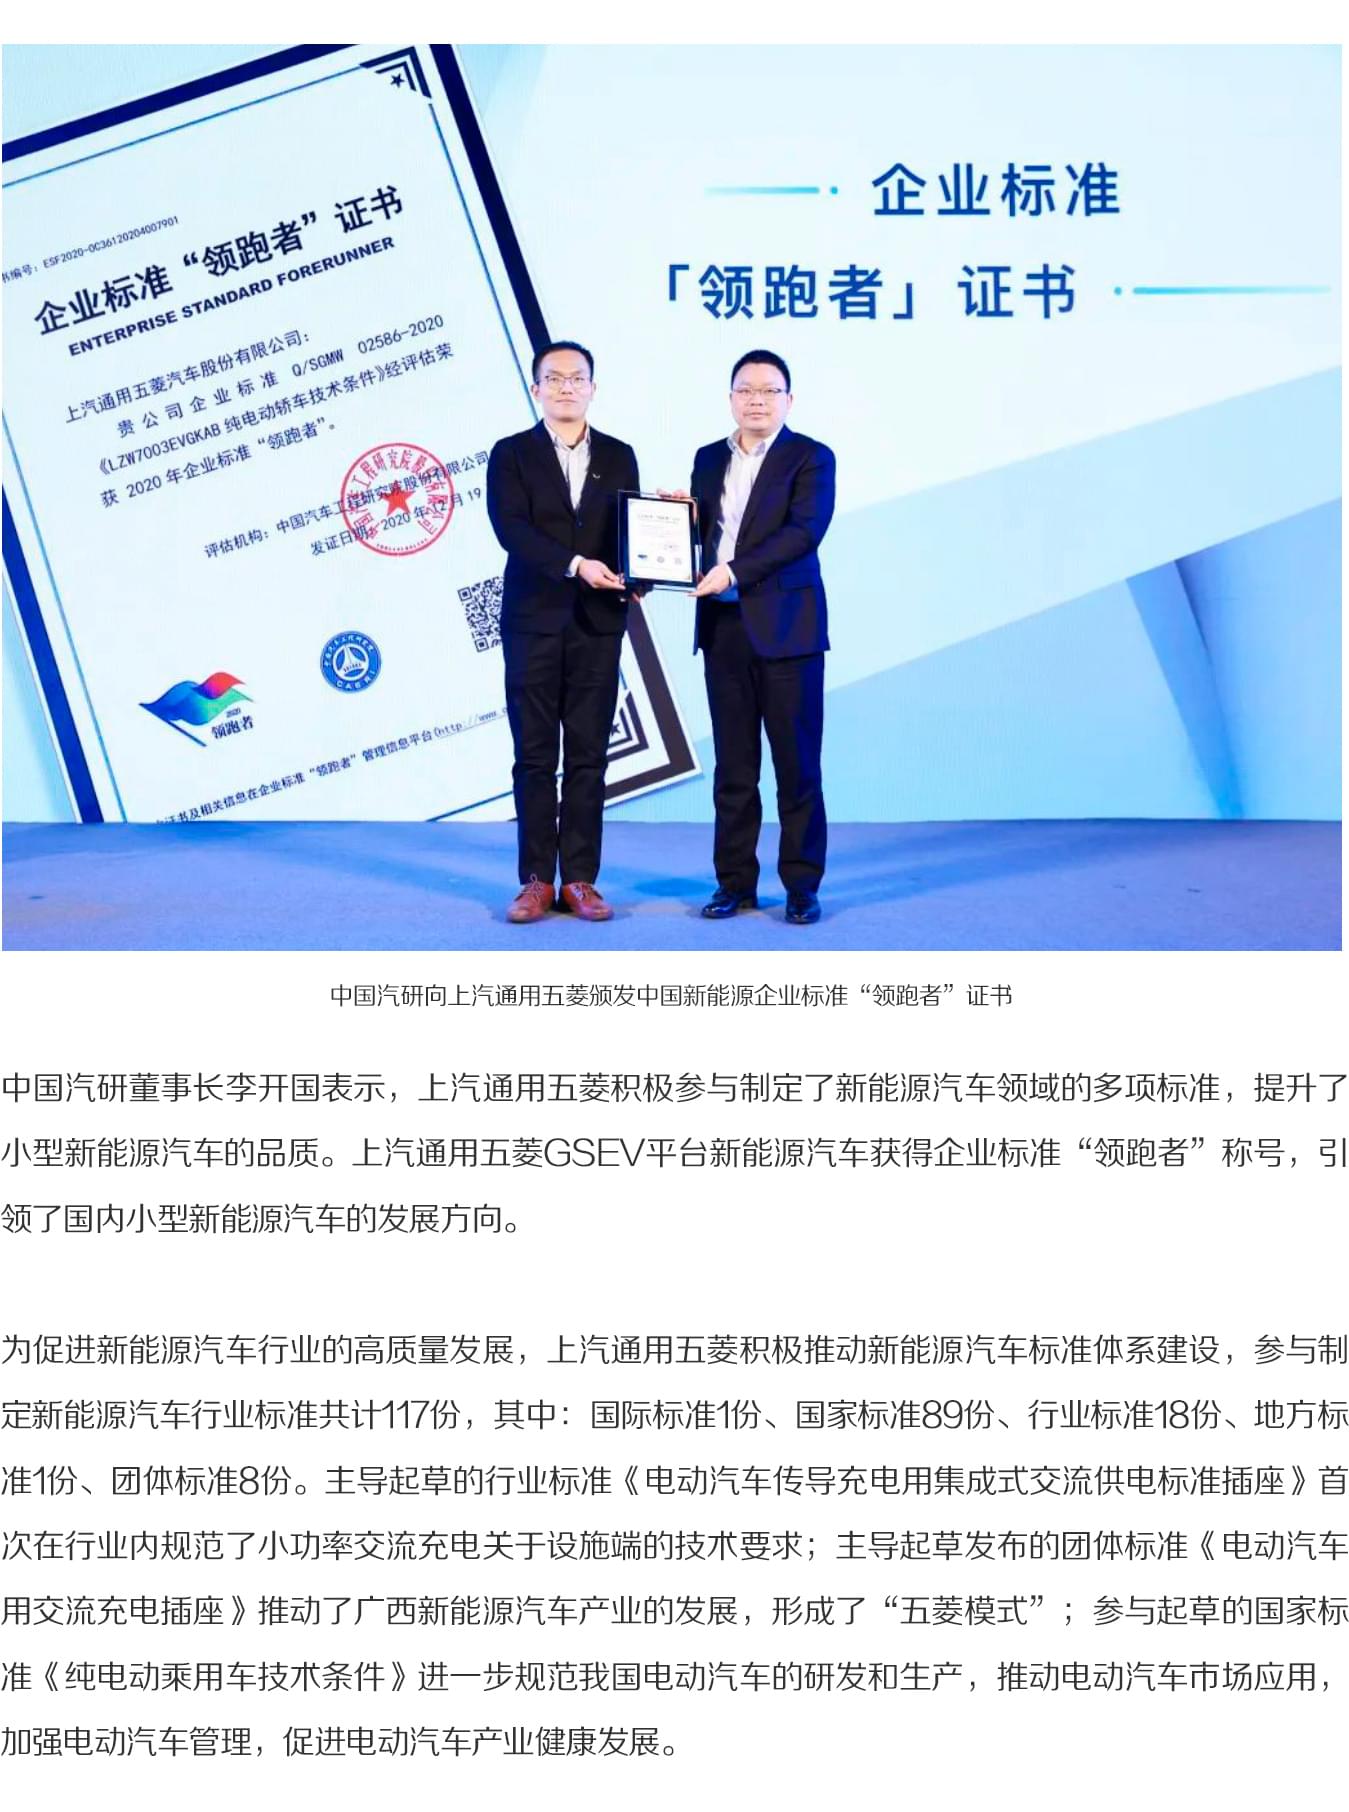 书编号：ESF2020-0C36120204007901
企业标准“领跑者”证书
ENTERPRISE STANDARD FORERUNNER
上汽通用五菱汽车股份有限公司：
贵公司企业标准 Q/SGMW 02586-2020
《LZW7003EVGKAB 纯电动轿车技术条件》经评估荣
获 2020 年企业标准“领跑者”。
评估机构：中国汽车工程研究院股份有限公司
发证日期：2020 年 12 月 19
CAERI
2020
领跑者
证书及相关信息在企业标准“领跑者”管理信息平台(http://www.
企业标准
「领跑者」证书
中国汽研向上汽通用五菱颁发中国新能源企业标准“领跑者”证书
中国汽研董事长李开国表示，上汽通用五菱积极参与制定了新能源汽车领域的多项标准，提升了
小型新能源汽车的品质。上汽通用五菱GSEV平台新能源汽车获得企业标准“领跑者”称号，引
领了国内小型新能源汽车的发展方向。
为促进新能源汽车行业的高质量发展，上汽通用五菱积极推动新能源汽车标准体系建设，参与制
定新能源汽车行业标准共计117份，其中：国际标准1份、国家标准89份、行业标准18份、地方标
准1份、团体标准8份。主导起草的行业标准《电动汽车传导充电用集成式交流供电标准插座》首
次在行业内规范了小功率交流充电关于设施端的技术要求；主导起草发布的团体标准《电动汽车
用交流充电插座》推动了广西新能源汽车产业的发展，形成了“五菱模式”；参与起草的国家标
准《纯电动乘用车技术条件》进一步规范我国电动汽车的研发和生产，推动电动汽车市场应用，
加强电动汽车管理，促进电动汽车产业健康发展。